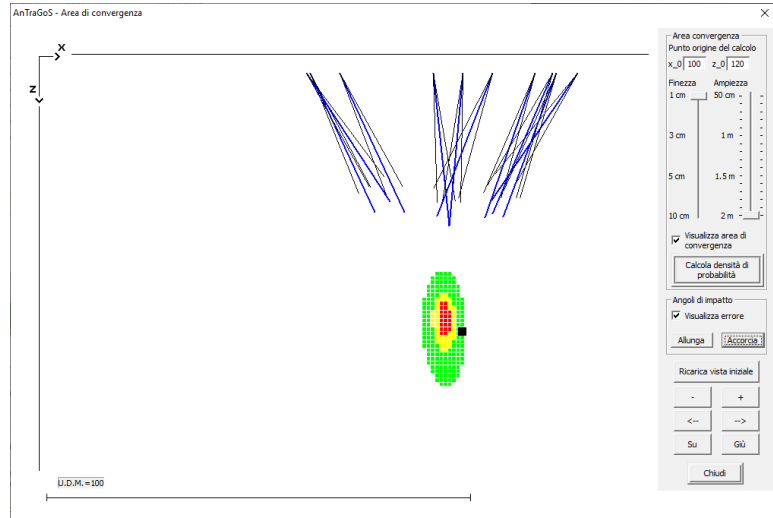 AnTraGoS - Area di convergenza
X
Z
U.D.M.=100
Area convergenza
Punto origine del calcolo
x_0 100 z_0 120
Finezza Ampiezza
1 cm 50 cm
3 cm 1 m
5 cm 1.5 m
10 cm 2 m
Visualizza area di
convergenza
Calcola densità di
probabilità
Angoli di impatto
Visualizza errore
Allunga Accorcia
Ricarica vista iniziale
- +
<-- -->
Su Giù
Chiudi